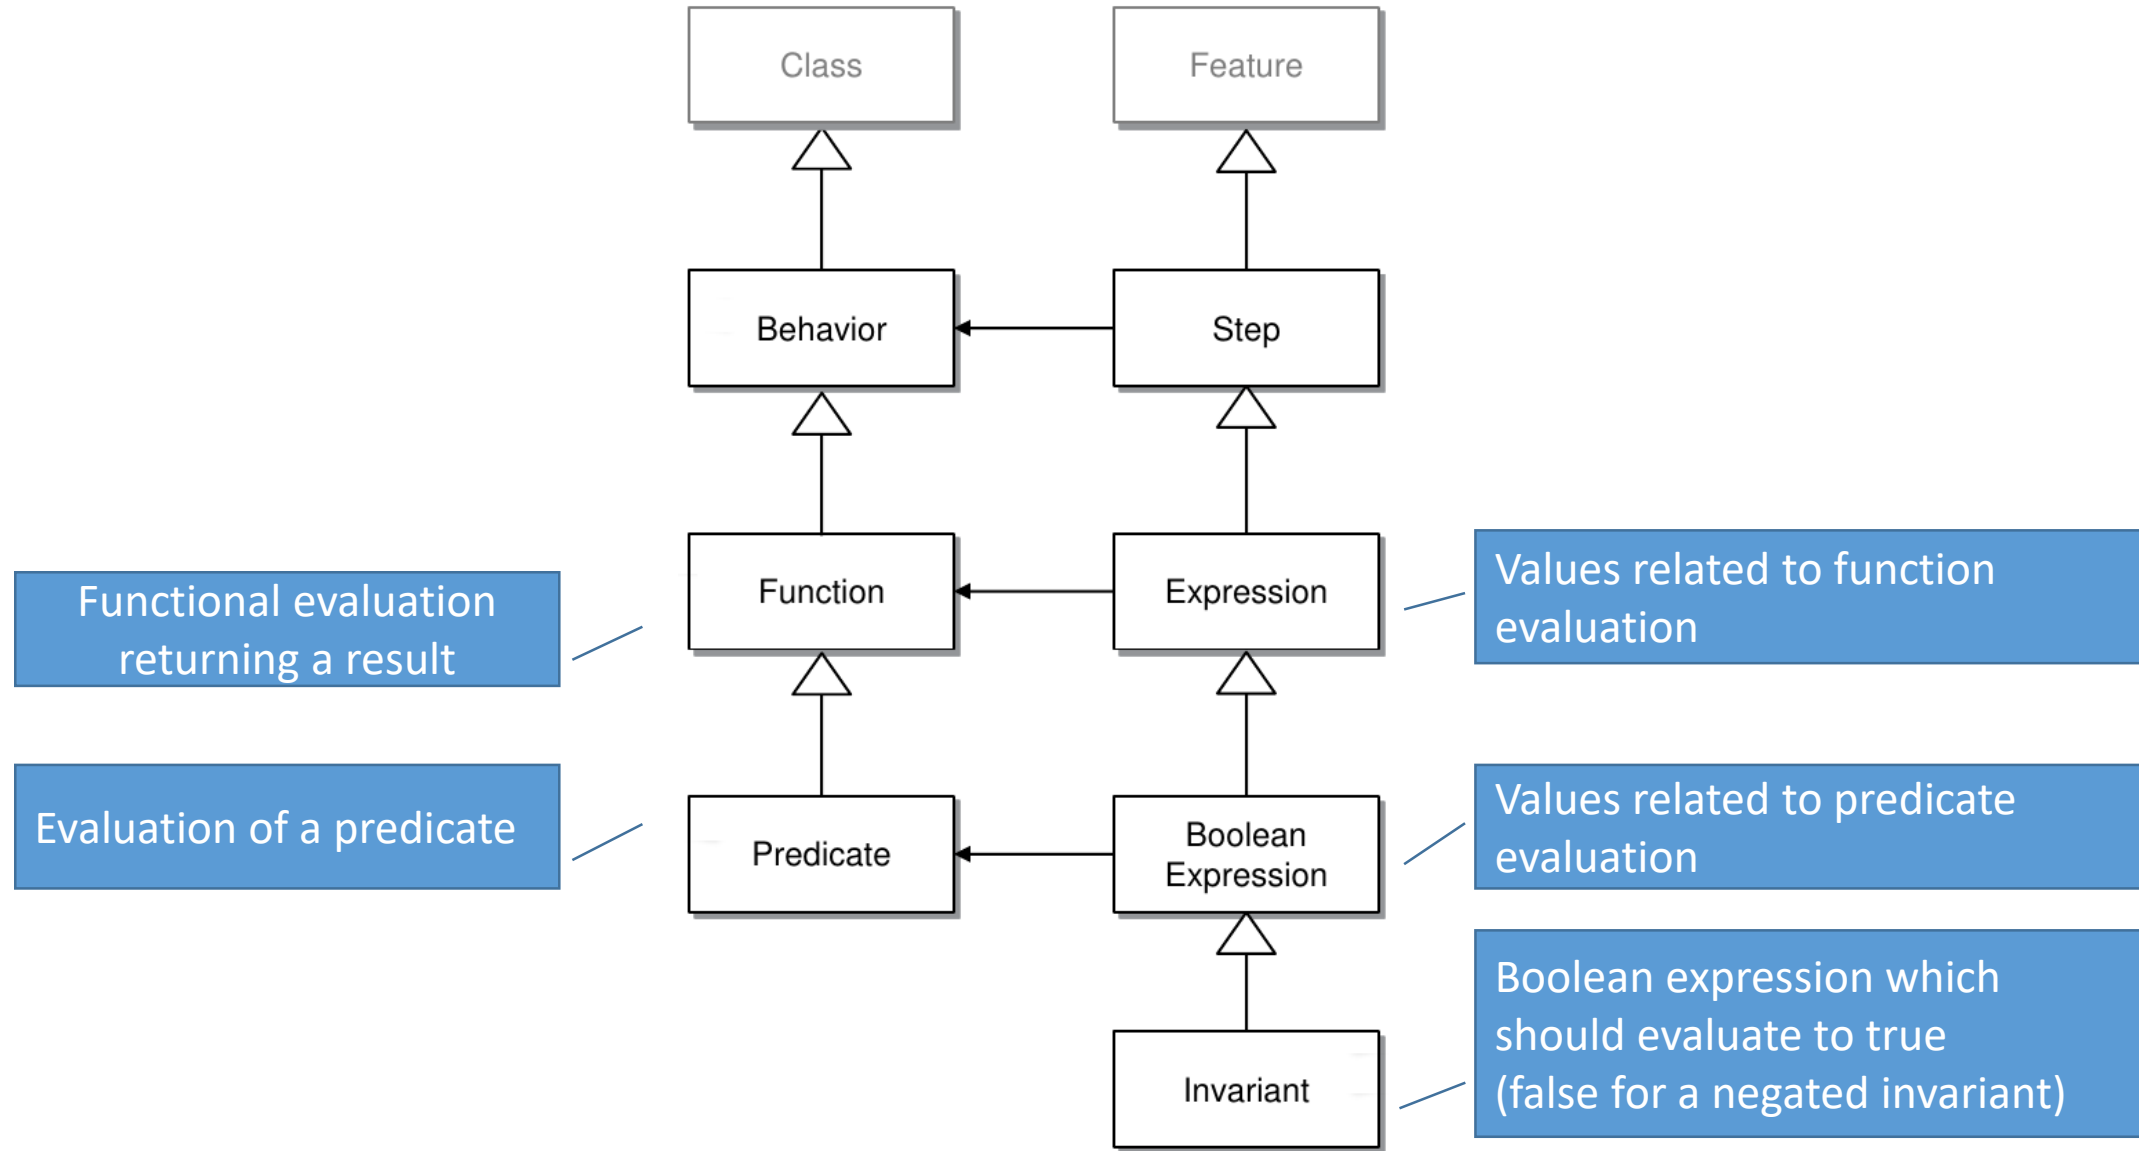 Class
Feature
Behavior
Step
Function
Expression
Functional evaluation
returning a result
Values related to function
evaluation
Evaluation of a predicate
Predicate
Boolean
Expression
Values related to predicate
evaluation
Invariant
Boolean expression which
should evaluate to true
(false for a negated invariant)